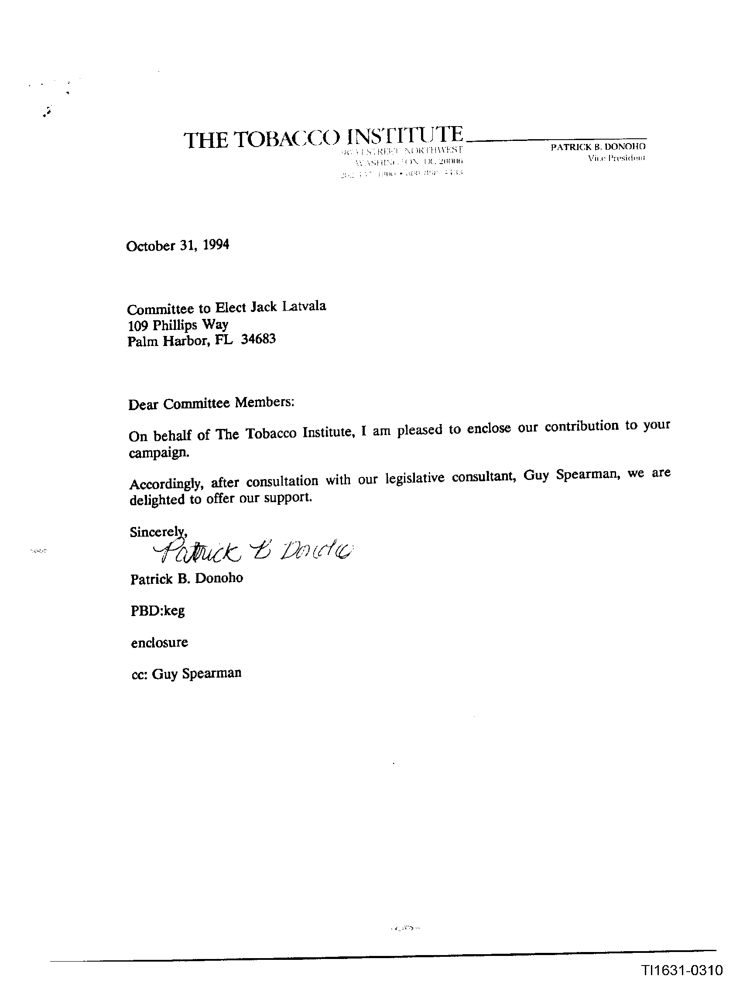 THE TOBACCO INSTITUTE
STREET NORTHWEST
WASHINGTON, DC 20006
PATRICK B. DONOHO
Vice President
October 31, 1994
Committee to Elect Jack Latvala
109 Phillips Way
Palm Harbor, FL 34683
Dear Committee Members:
On behalf of The Tobacco Institute, I am pleased to enclose our contribution to your
campaign.
Accordingly, after consultation with our legislative consultant, Guy Spearman, we are
delighted to offer our support.
Sincerely,
Patrick B Donoho
Patrick B. Donoho
PBD:keg
enclosure
cc: Guy Spearman
TI1631-0310